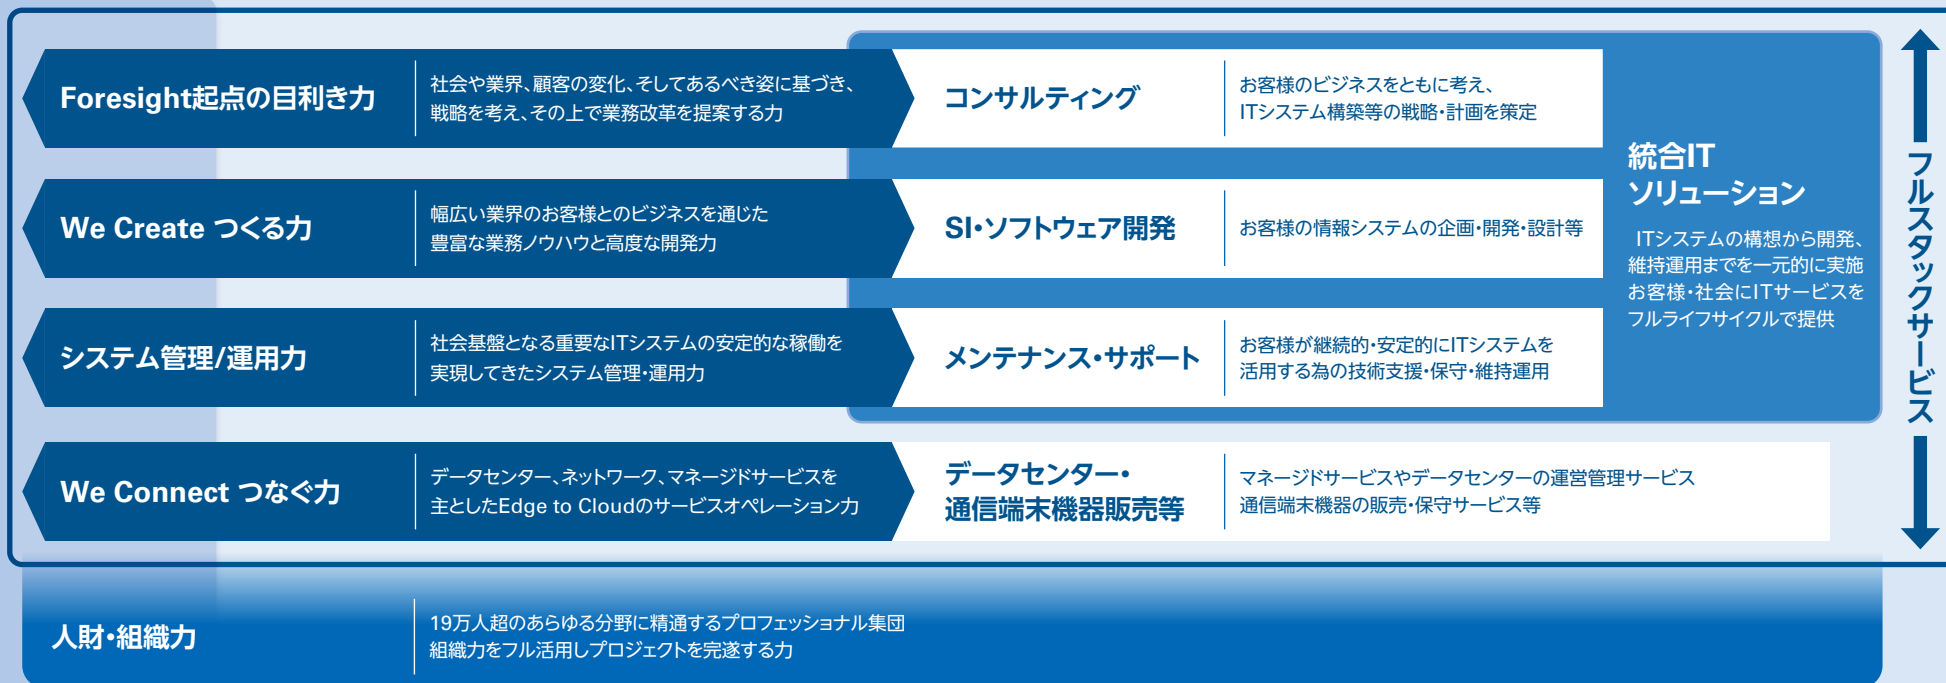 Foresight起点の目利き力
社会や業界、顧客の変化、そしてあるべき姿に基づき、
戦略を考え、その上で業務改革を提案する力
コンサルティング
お客様のビジネスをともに考え、
ITシステム構築等の戦略・計画を策定
We Create つくる力
幅広い業界のお客様とのビジネスを通じた
豊富な業務ノウハウと高度な開発力
SI・ソフトウェア開発
お客様の情報システムの企画・開発・設計等
システム管理/運用力
社会基盤となる重要なITシステムの安定的な稼働を
実現してきたシステム管理・運用力
メンテナンス・サポート
お客様が継続的・安定的にITシステムを
活用する為の技術支援・保守・維持運用
統合IT
ソリューション
ITシステムの構想から開発、
維持運用までを一元的に実施
お客様・社会にITサービスを
フルライフサイクルで提供
We Connect つなぐ力
データセンター、ネットワーク、マネージドサービスを
主としたEdge to Cloudのサービスオペレーション力
データセンター・
通信端末機器販売等
マネージドサービスやデータセンターの運営管理サービス
通信端末機器の販売・保守サービス等
フルスタックサービス
人財・組織力
19万人超のあらゆる分野に精通するプロフェッショナル集団
組織力をフル活用しプロジェクトを完遂する力